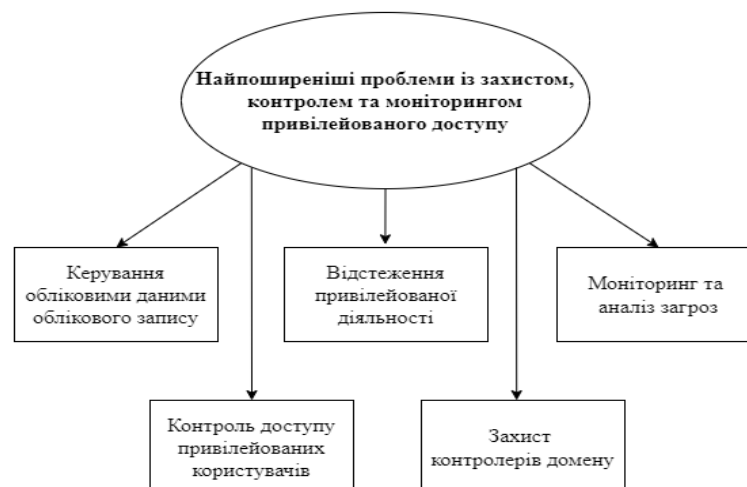 Найпоширеніші проблеми із захистом,
контролем та моніторингом
привілейованого доступу
Керування
обліковими даними
облікового запису
Відстеження
привілейованої
діяльності
Моніторинг та
аналіз загроз
Контроль доступу
привілейованих
користувачів
Захист
контролерів домену